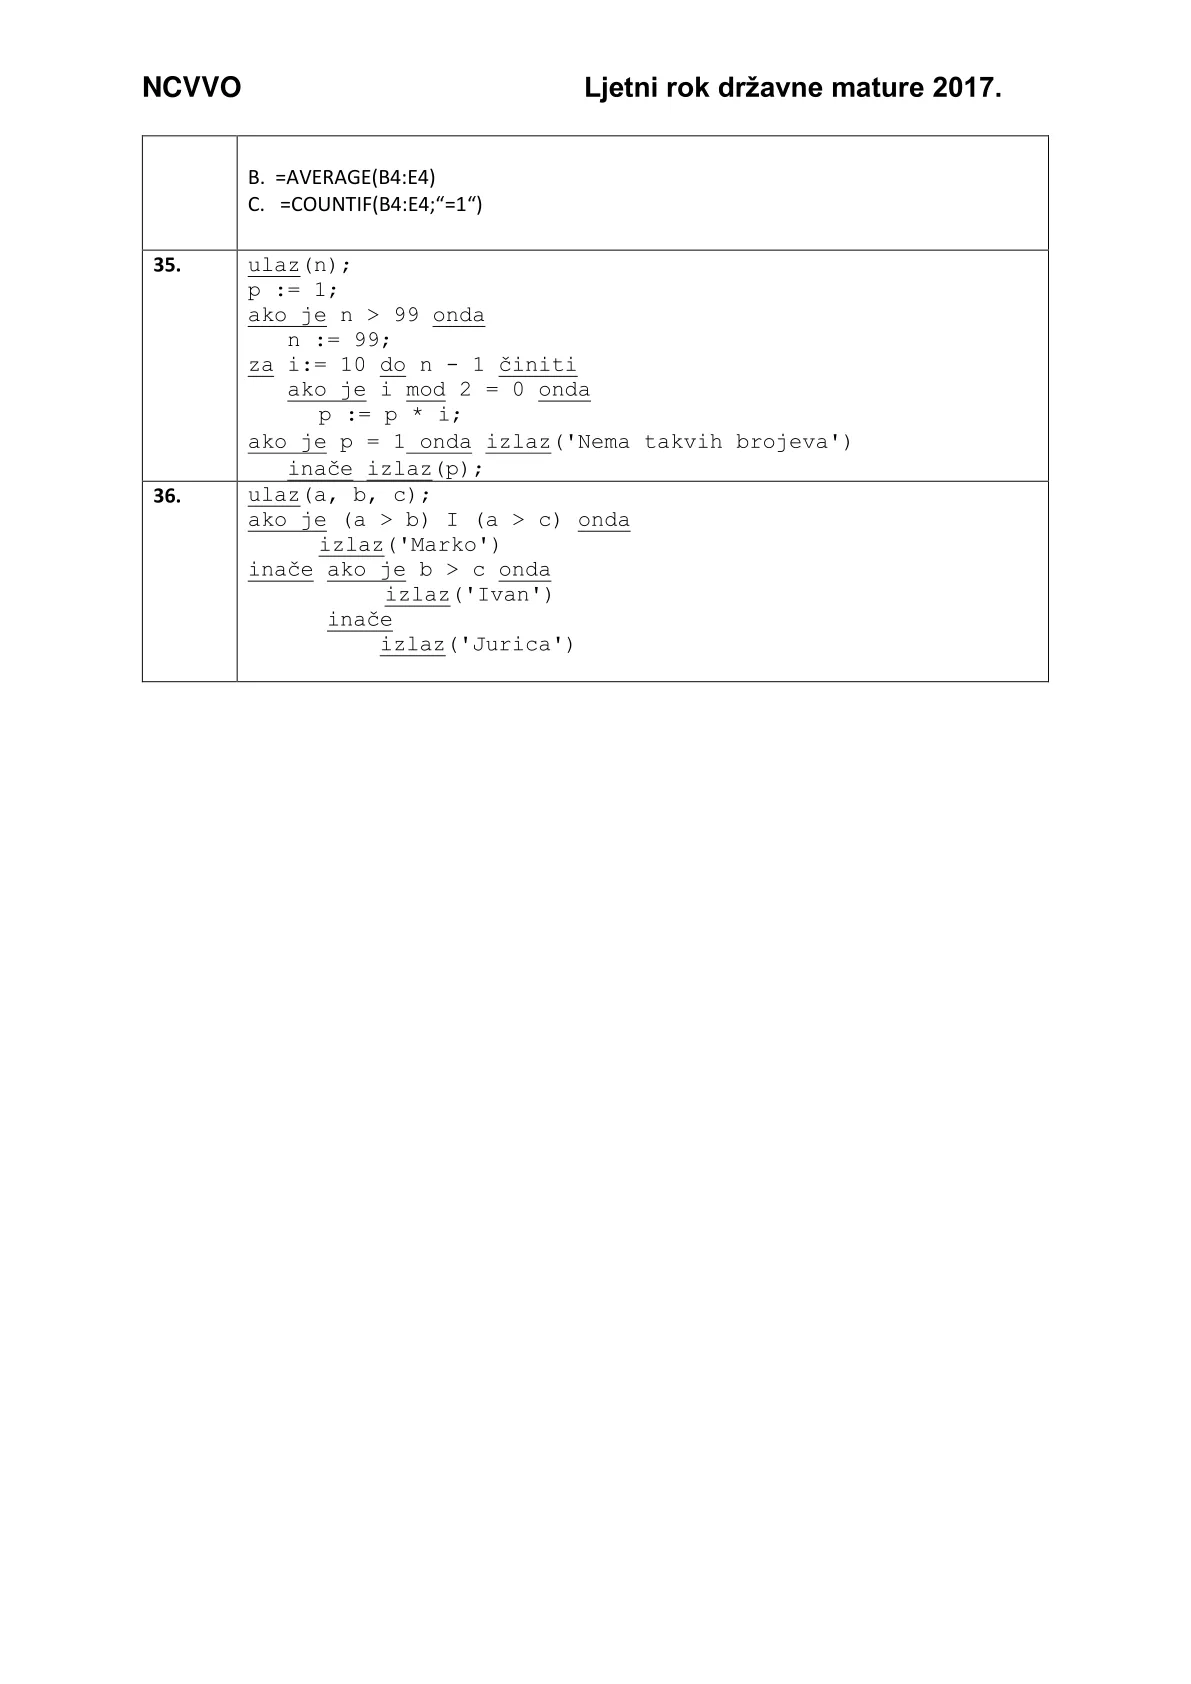 NCVVO Ljetni rok državne mature 2017.
B. =AVERAGE(B4:E4)
C. =COUNTIF(B4:E4;“=1“)
35. ulaz(n);
p := 1;
ako je n > 99 onda
n := 99;
za i:= 10 do n - 1 činiti
ako je i mod 2 = 0 onda
p := p * i;
ako je p = 1 onda izlaz('Nema takvih brojeva')
inače izlaz(p);
36. ulaz(a, b, c);
ako je (a > b) I (a > c) onda
izlaz('Marko')
inače ako je b > c onda
izlaz('Ivan')
inače
izlaz('Jurica')